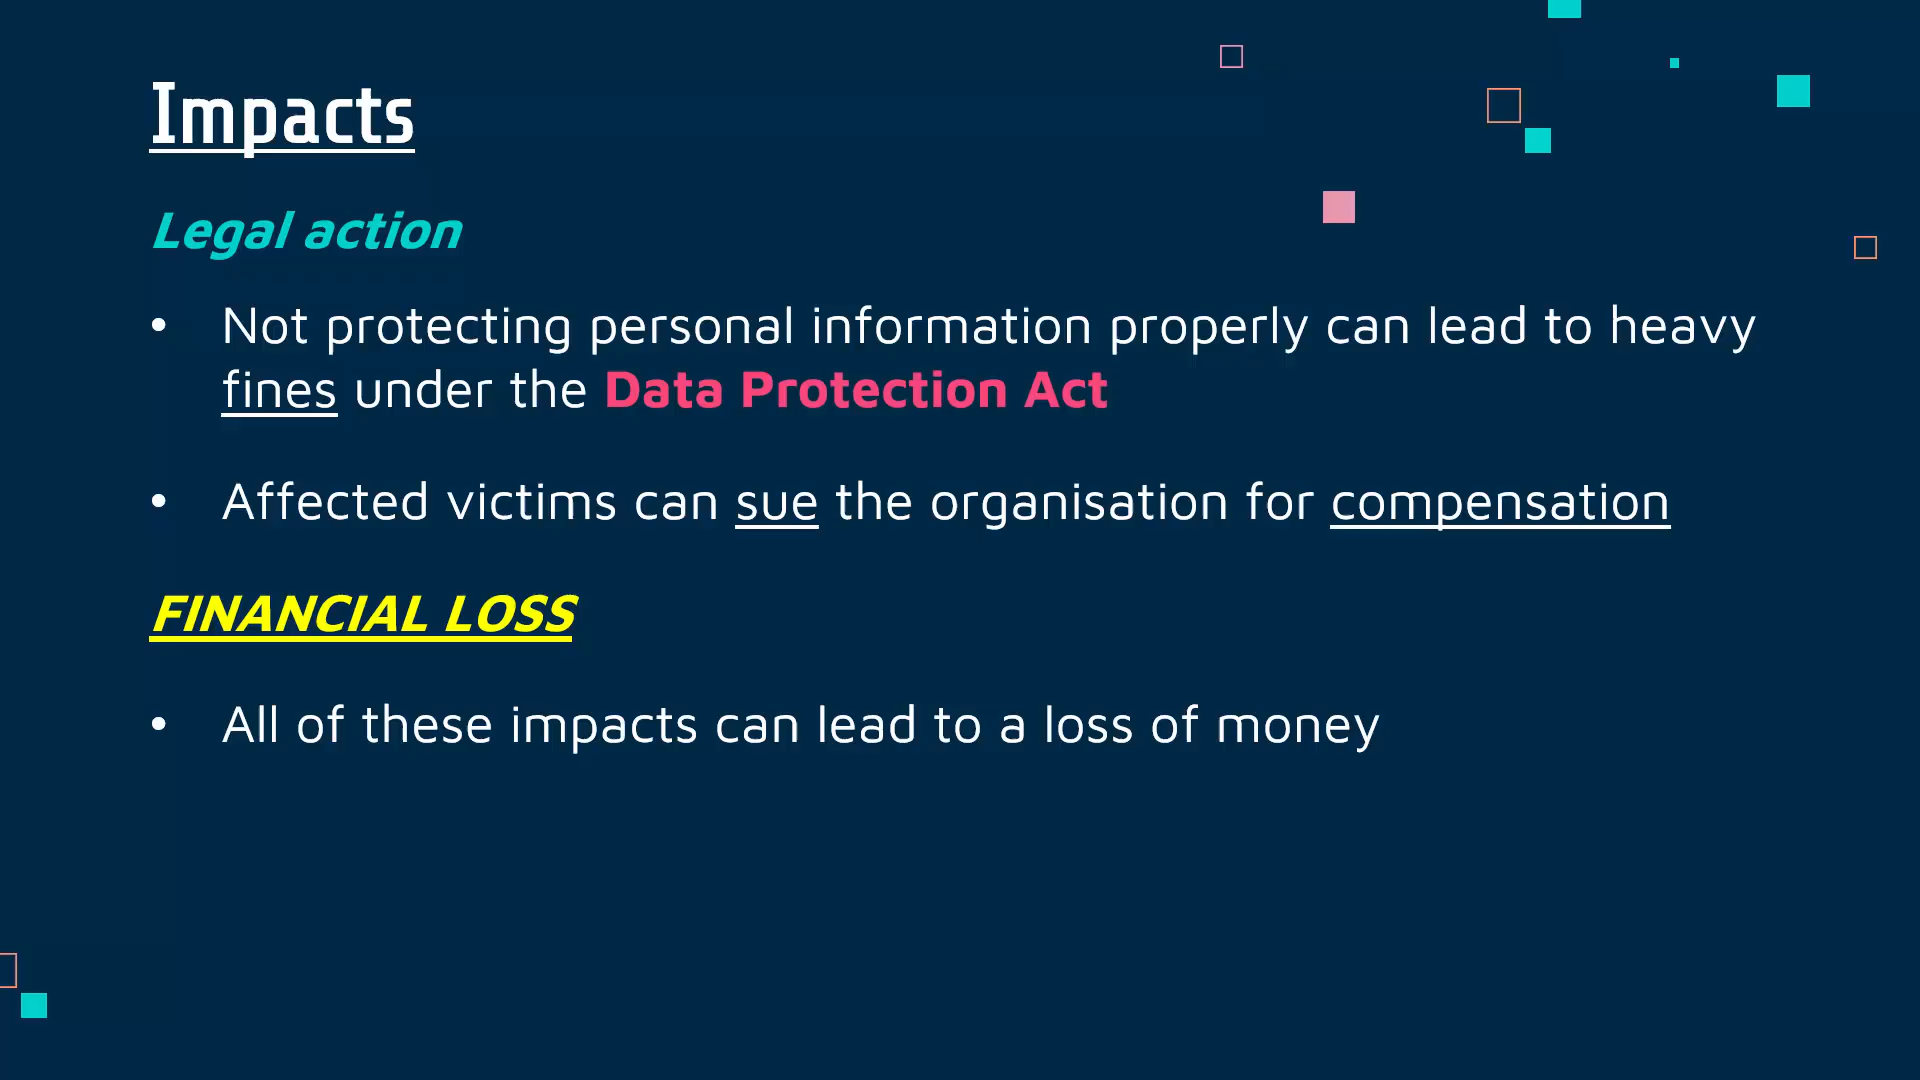 Impacts
Legal action
• Not protecting personal information properly can lead to heavy
fines under the Data Protection Act
• Affected victims can sue the organisation for compensation
FINANCIAL LOSS
• All of these impacts can lead to a loss of money